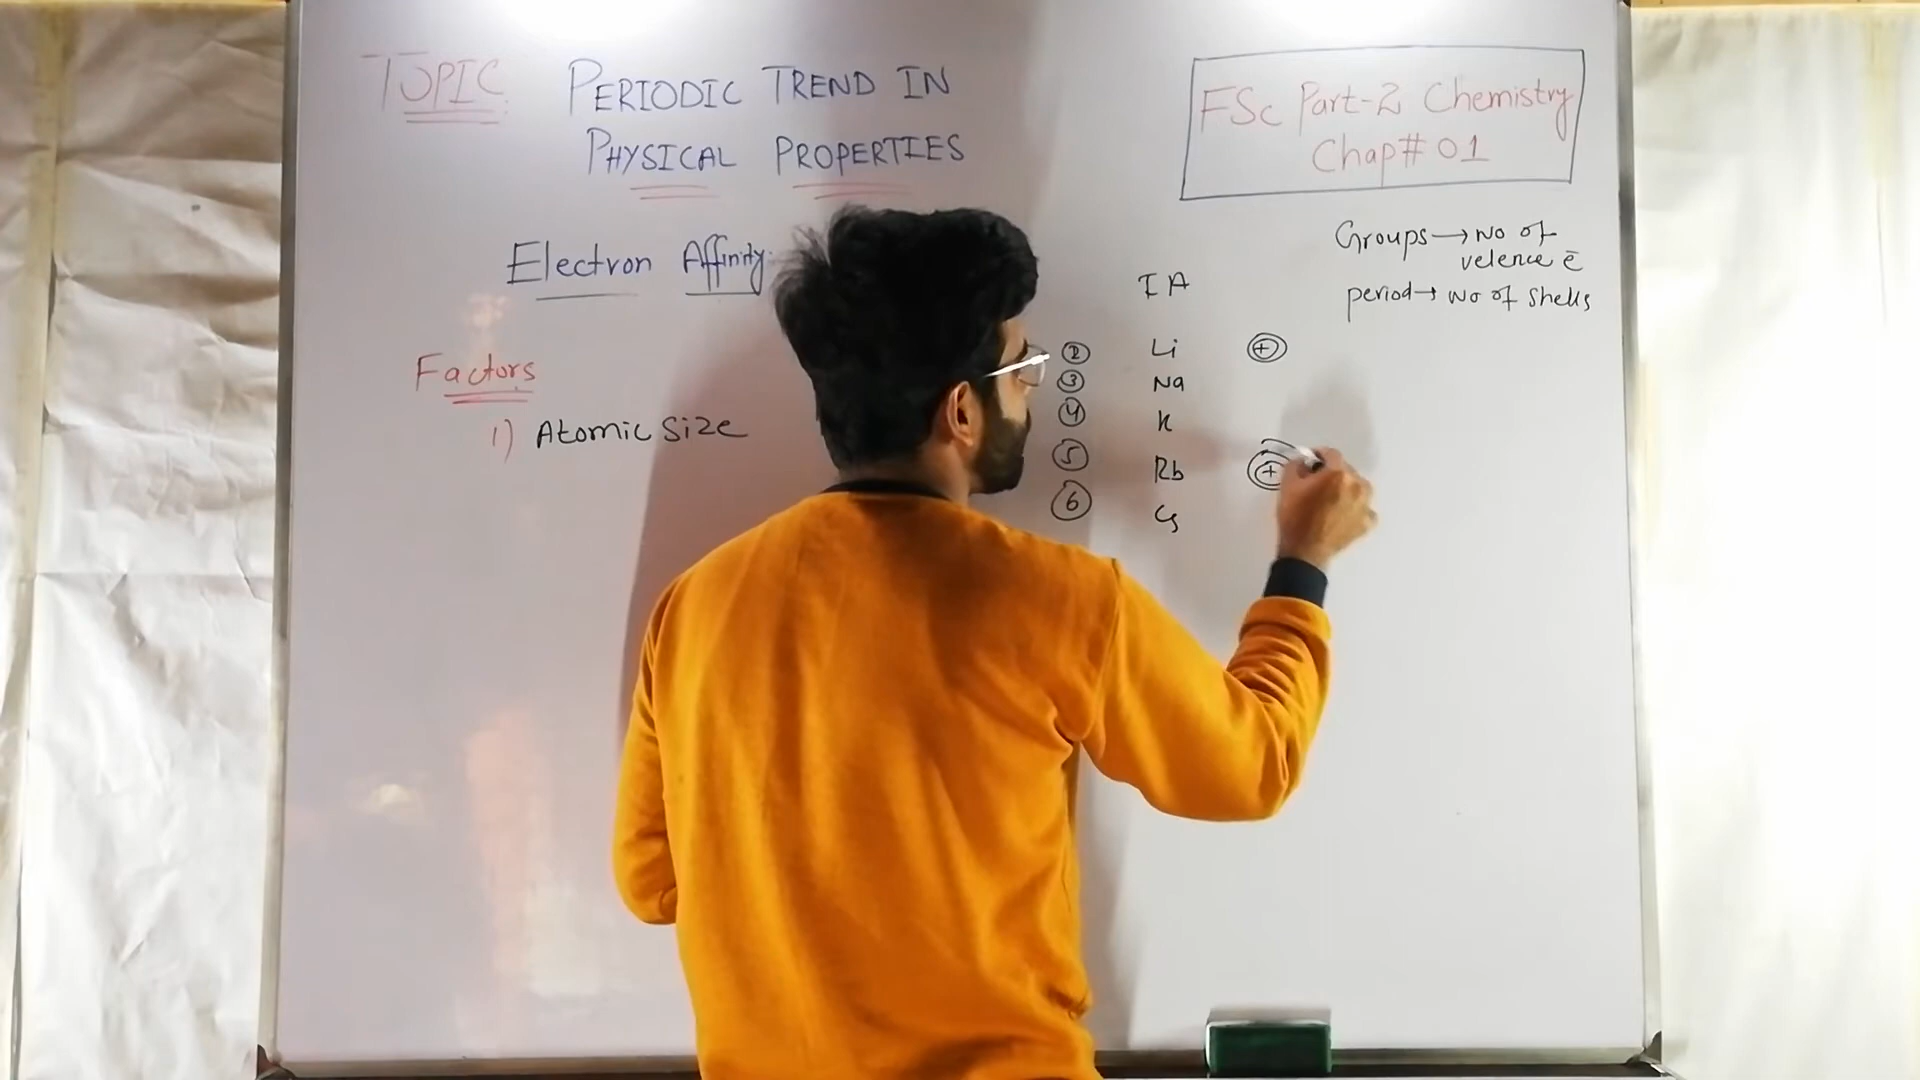 TOPIC: PERIODIC TREND IN
PHYSICAL PROPERTIES
FSc Part-2 Chemistry
Chap# 01
Groups→ No of
velence ē
period→ No of shells
Electron Affinity:
Factors
1) Atomic Size
I A
2 Li +
3 Na
4 K
5 Rb +
6 Cs